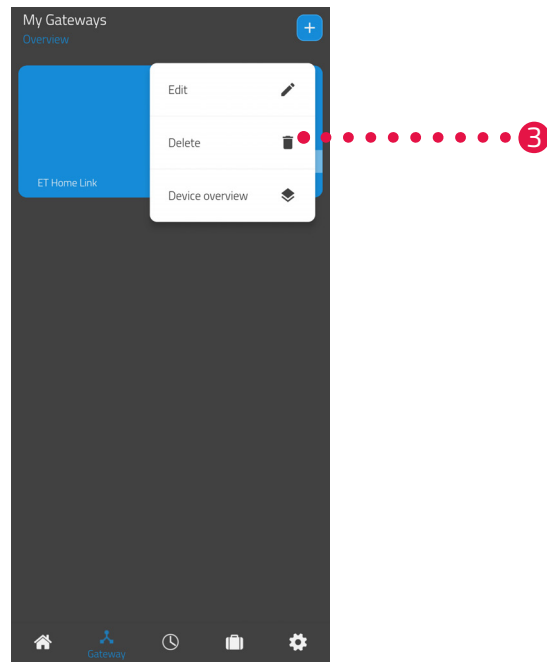 My Gateways
Overview
+
Edit
Delete
3
ET Home Link
Device overview
Gateway